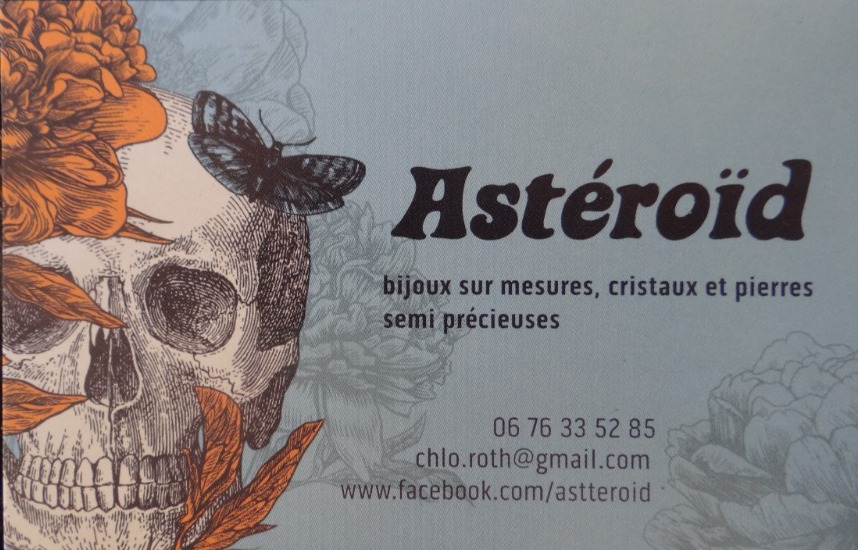 Astéroïd
bijoux sur mesures, cristaux et pierres
semi précieuses
06 76 33 52 85
chlo.roth@gmail.com
www.facebook.com/astteroid